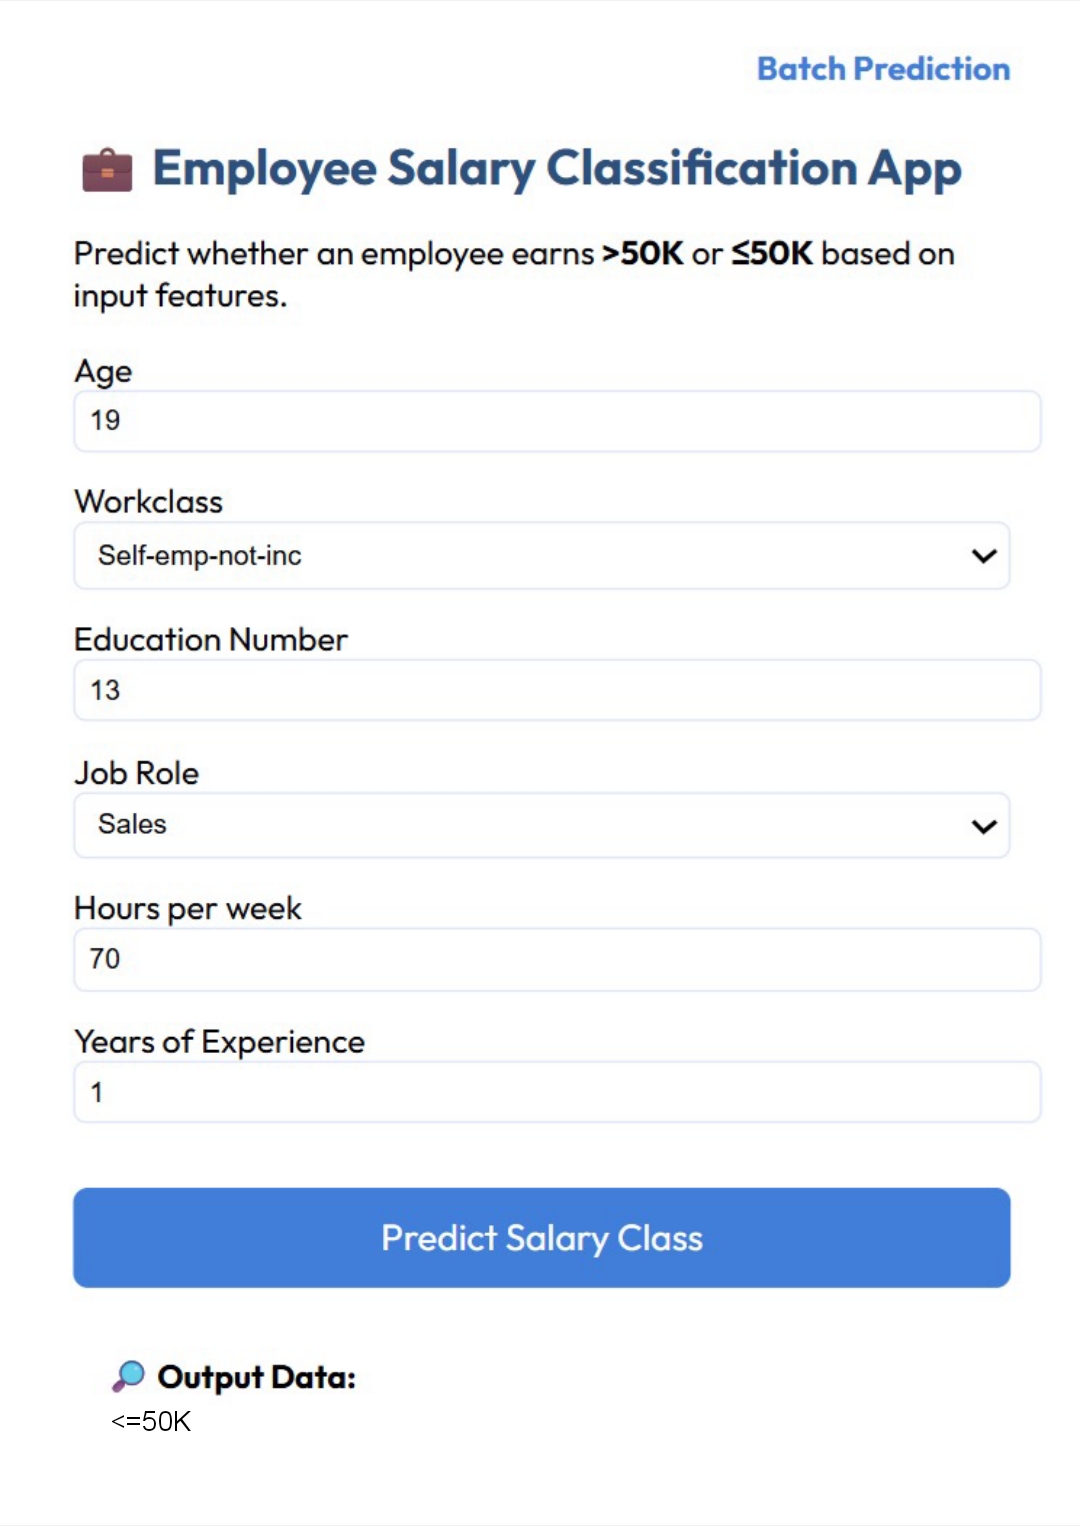 Batch Prediction
Employee Salary Classification App
Predict whether an employee earns >50K or ≤50K based on
input features.
Age
19
Workclass
Self-emp-not-inc
Education Number
13
Job Role
Sales
Hours per week
70
Years of Experience
1
Predict Salary Class
Output Data:
<=50K